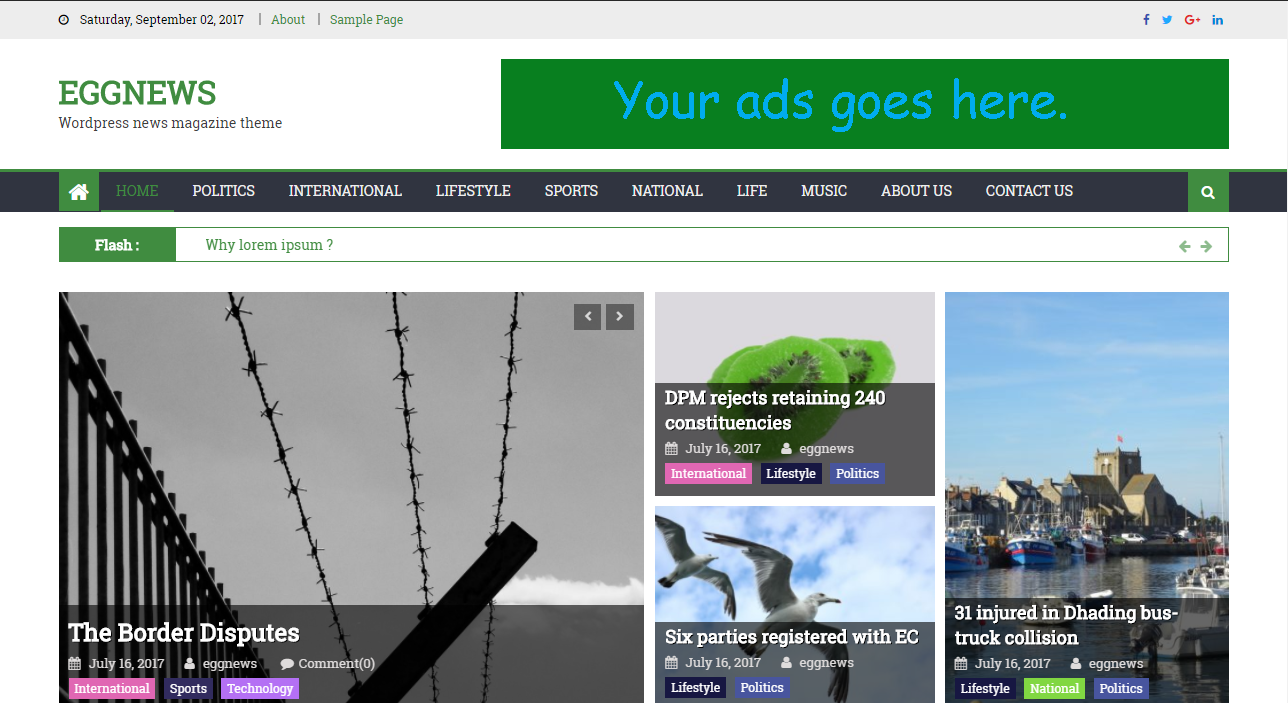 Saturday, September 02, 2017 | About | Sample Page
EGGNEWS
Wordpress news magazine theme
Your ads goes here.
HOME POLITICS INTERNATIONAL LIFESTYLE SPORTS NATIONAL LIFE MUSIC ABOUT US CONTACT US
Flash : Why lorem ipsum ?
The Border Disputes
July 16, 2017 eggnews Comment(0)
International Sports Technology
DPM rejects retaining 240
constituencies
July 16, 2017 eggnews
International Lifestyle Politics
Six parties registered with EC
July 16, 2017 eggnews
Lifestyle Politics
31 injured in Dhading bus-
truck collision
July 16, 2017 eggnews
Lifestyle National Politics